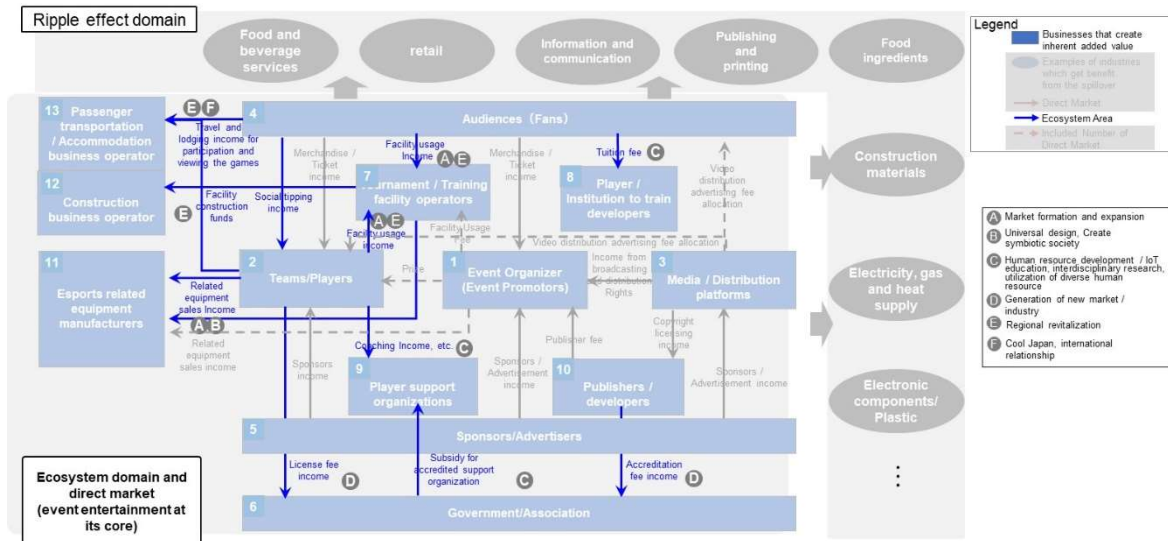 Ripple effect domain
Food and
beverage
services
retail
Information and
communication
Publishing
and
printing
Food
ingredients
Legend
Businesses that create
inherent added value
Examples of industries
which get benefit
from the spillover
Direct Market
Ecosystem Area
Included Number of
Direct Market
13
Passenger
transportation
/ Accommodation
business operator
E F
Travel and
lodging income for
participation and
viewing the games
4
Audiences (Fans)
Merchandise /
Ticket
income
Facility usage
Income
A E
Merchandise /
Ticket
income
Tuition fee
C
Video
distribution
advertising fee
allocation
Construction
materials
12
Construction
business operator
E
Facility
construction
funds
Social tipping
income
7
Tournament / Training
facility operators
8
Player /
Institution to train
developers
A E
Facility usage
income
Facility Usage
Fee
Video distribution advertising fee allocation
A Market formation and expansion
B Universal design, Create
symbiotic society
C Human resource development / IoT
education, interdisciplinary research,
utilization of diverse human
resource
D Generation of new market /
industry
E Regional revitalization
F Cool Japan, international
relationship
11
Esports related
equipment
manufacturers
2
Teams/Players
Prize
1
Event Organizer
(Event Promotors)
Income from
broadcasting
and distribution
Rights
3
Media / Distribution
platforms
Electricity, gas
and heat
supply
Related
equipment
sales Income
A B
Related
equipment
sales income
Sponsors
income
Coaching Income, etc.
C
Sponsors /
Advertisement
income
Publisher fee
Copyright
licensing
income
Sponsors /
Advertisement income
9
Player support
organizations
10
Publishers /
developers
Electronic
components/
Plastic
5
Sponsors/Advertisers
License fee
income
D
Subsidy for
accredited support
organization
C
Accreditation
fee income
D
6
Government/Association
Ecosystem domain and
direct market
(event entertainment at
its core)